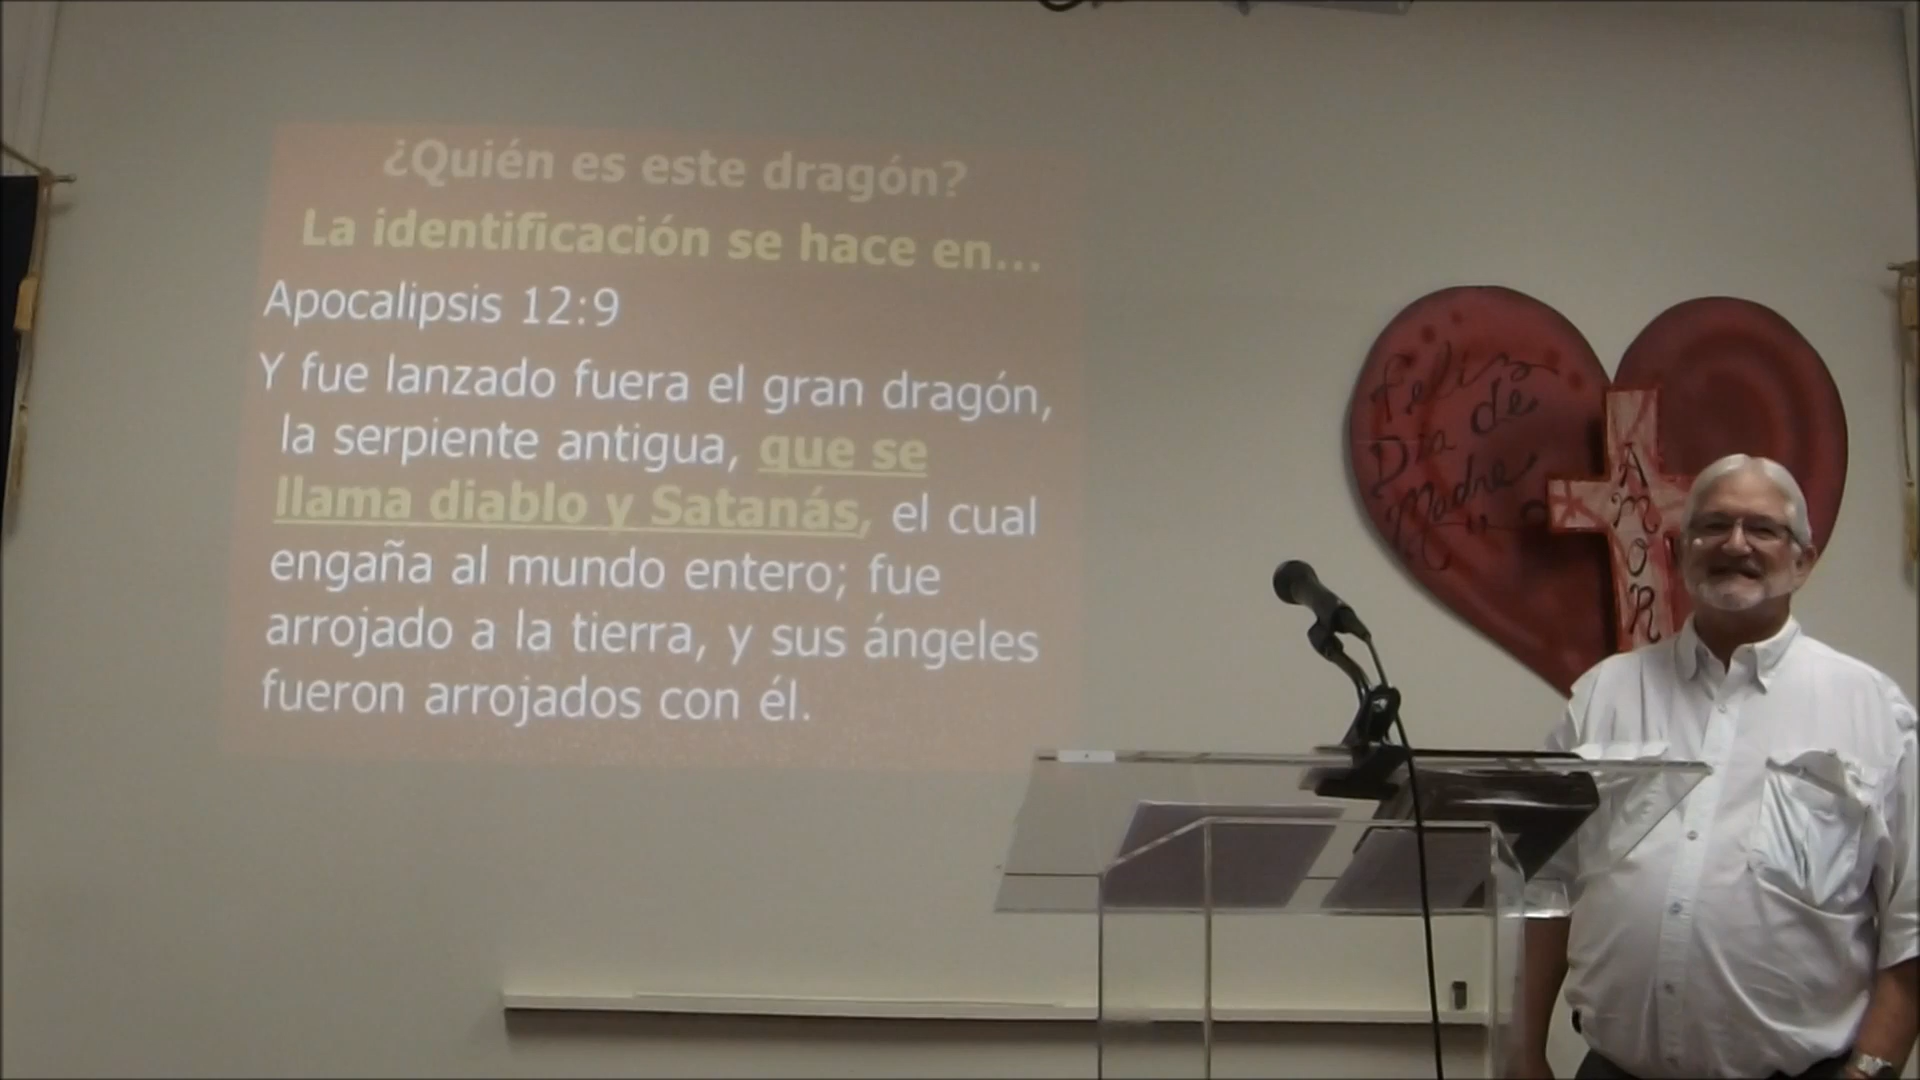 ¿Quién es este dragón?
La identificación se hace en...
Apocalipsis 12:9
Y fue lanzado fuera el gran dragón,
la serpiente antigua, que se
llama diablo y Satanás, el cual
engaña al mundo entero; fue
arrojado a la tierra, y sus ángeles
fueron arrojados con él.
Feliz
Dia de
Madre
AMOR